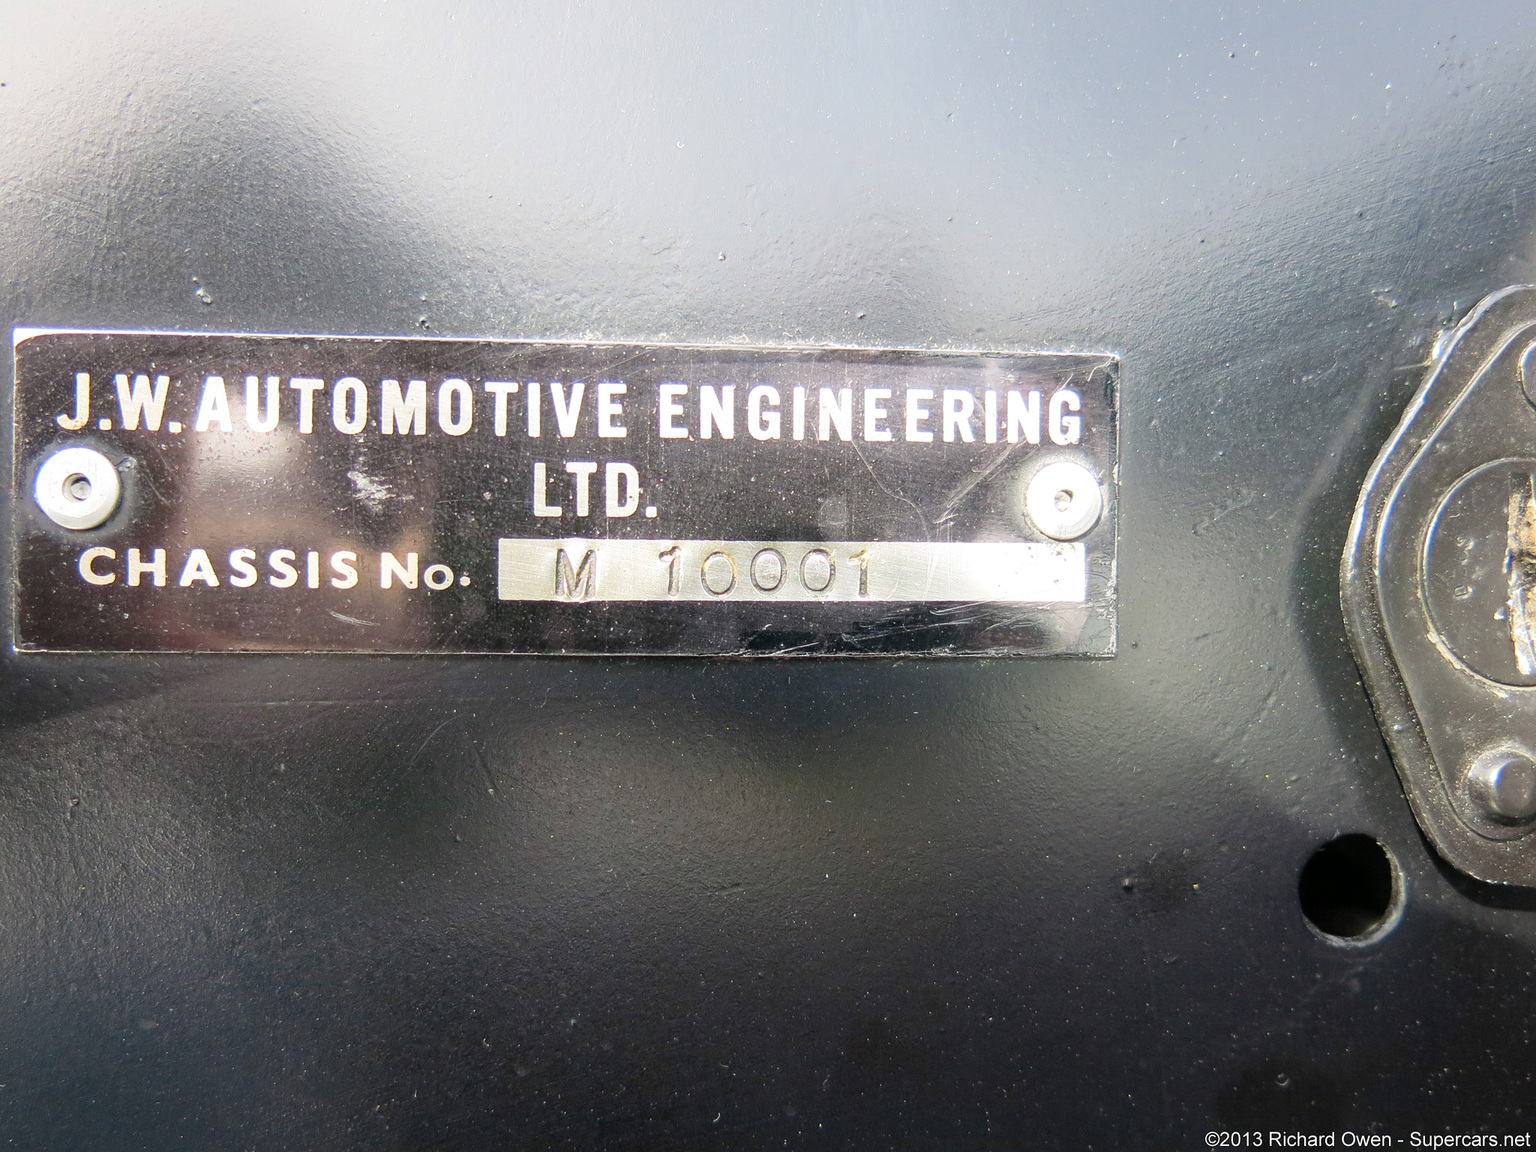 J.W. AUTOMOTIVE ENGINEERING
LTD.
CHASSIS No. M 10001
©2013 Richard Owen - Supercars.net